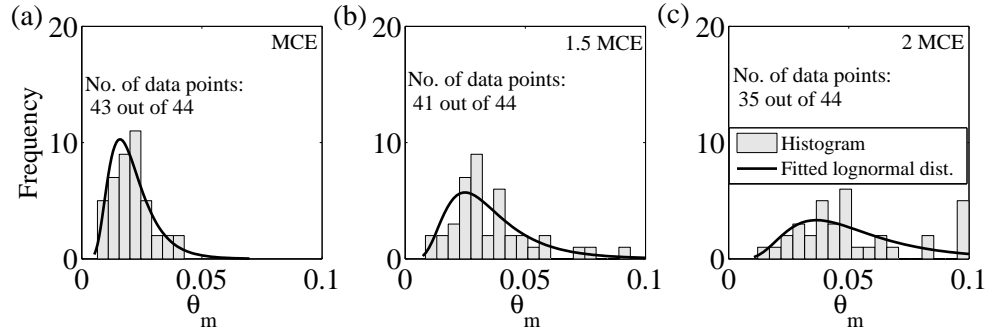 (a)
20
10
0
Frequency
MCE
No. of data points:
43 out of 44
0 0.05 0.1
θm
(b)
20
10
0
1.5 MCE
No. of data points:
41 out of 44
0 0.05 0.1
θm
(c)
20
10
0
2 MCE
No. of data points:
35 out of 44
Histogram
Fitted lognormal dist.
0 0.05 0.1
θm